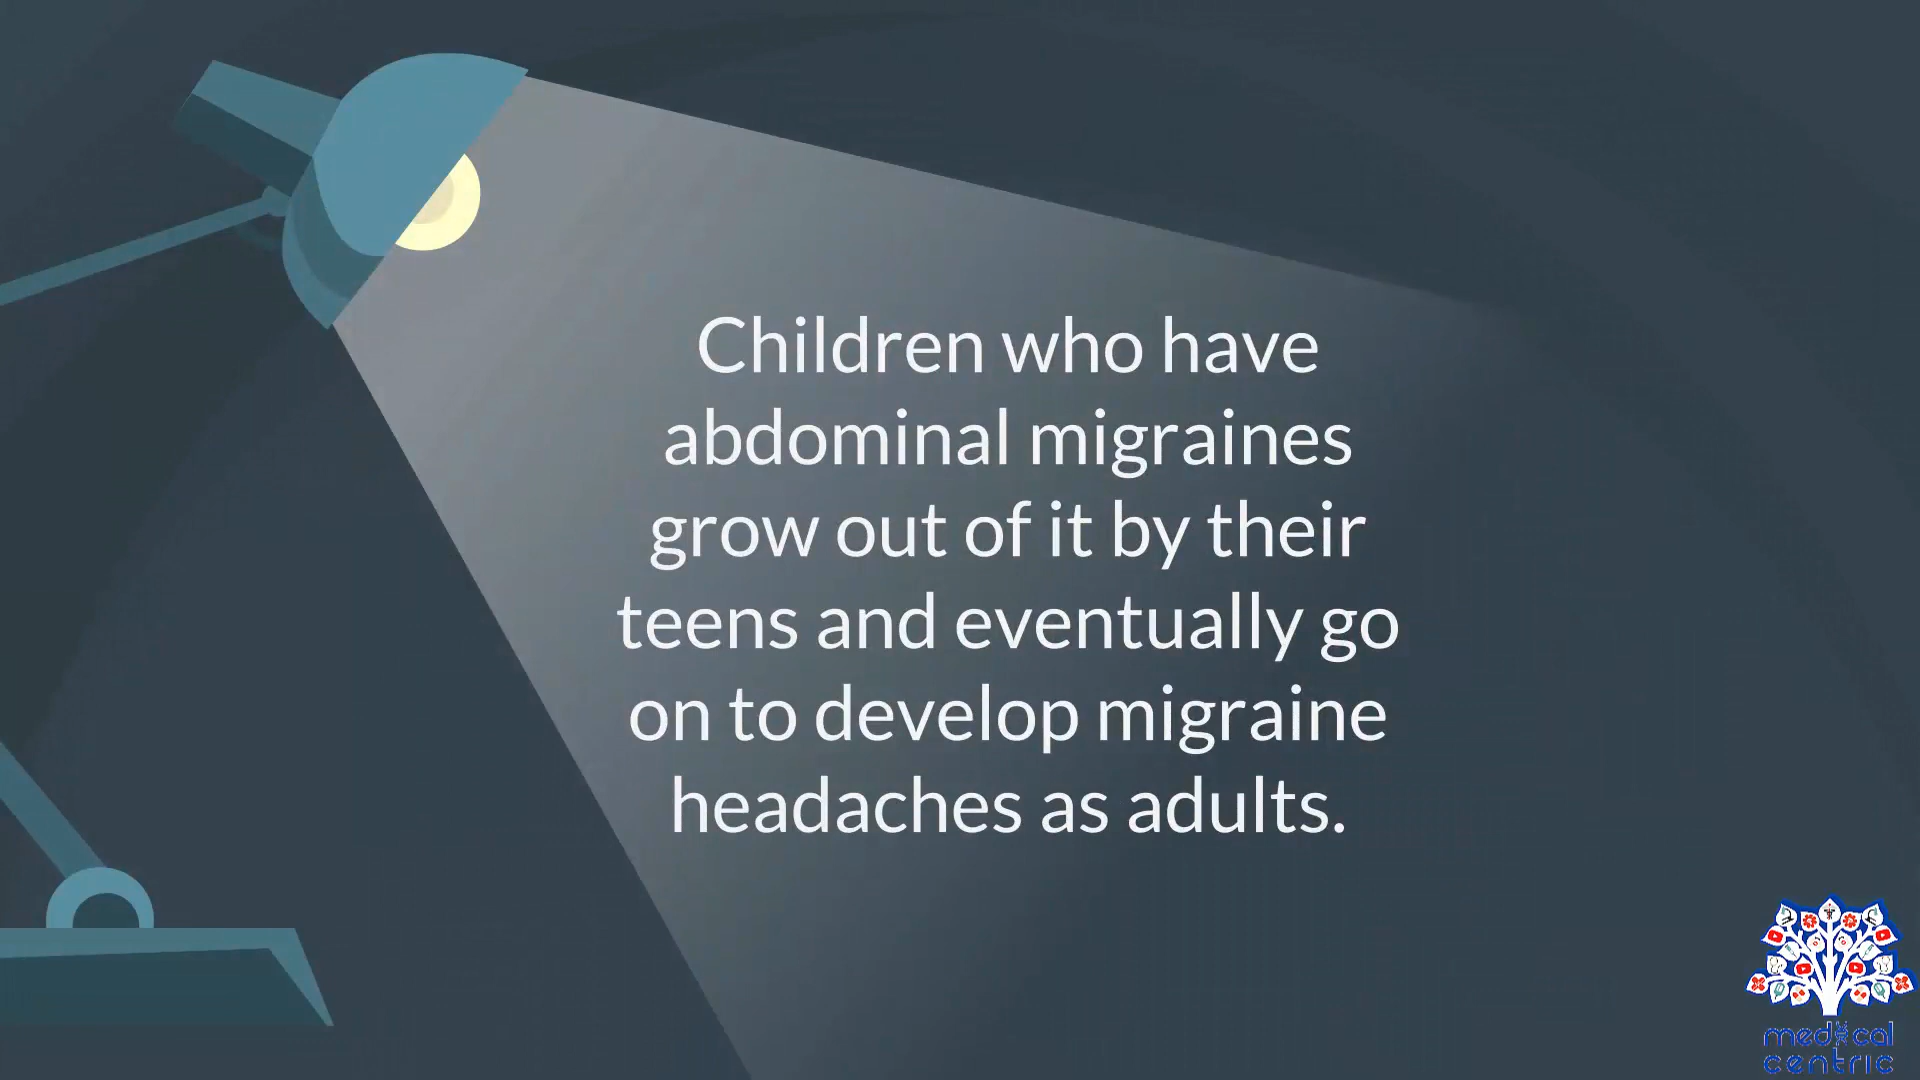 Children who have
abdominal migraines
grow out of it by their
teens and eventually go
on to develop migraine
headaches as adults.
medical
centric